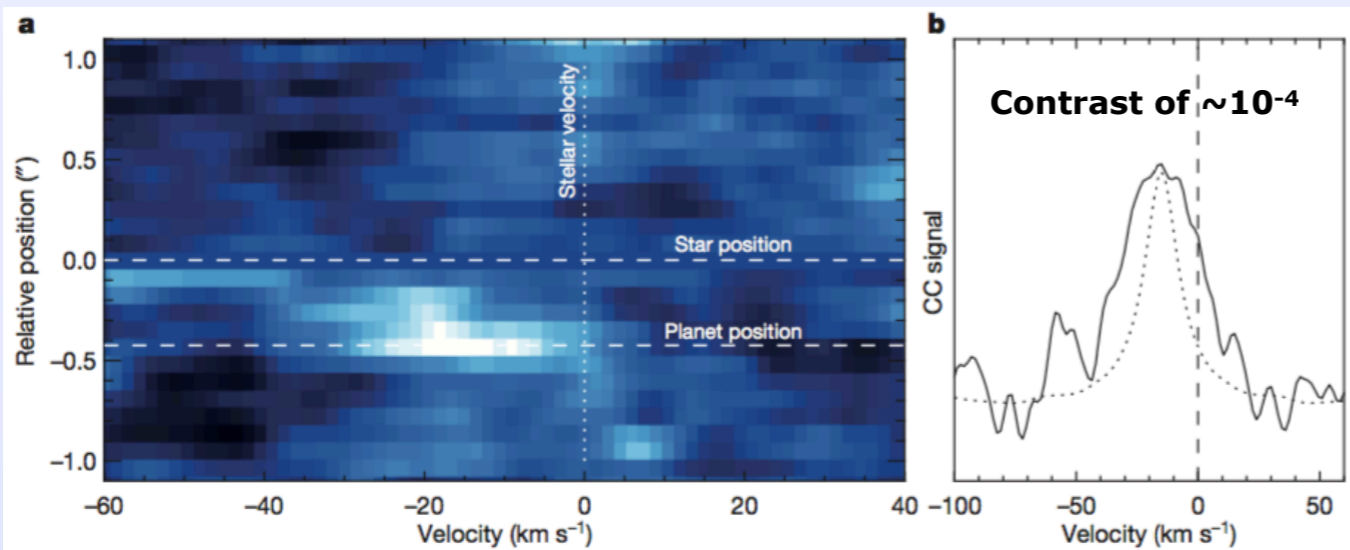 a
b
Relative position (″)
1.0
0.5
0.0
−0.5
−1.0
Stellar velocity
Star position
Planet position
−60
−40
−20
0
20
40
Velocity (km s⁻¹)
Contrast of ~10⁻⁴
CC signal
−100
−50
0
50
Velocity (km s⁻¹)